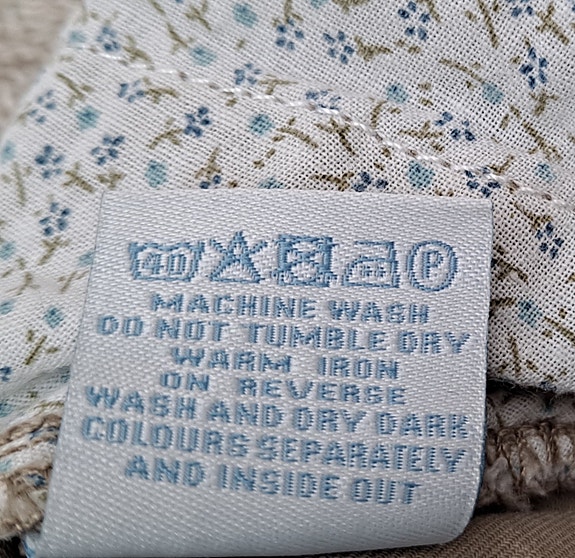 40 P
MACHINE WASH
DO NOT TUMBLE DRY
WARM IRON
ON REVERSE
WASH AND DRY DARK
COLOURS SEPARATELY
AND INSIDE OUT